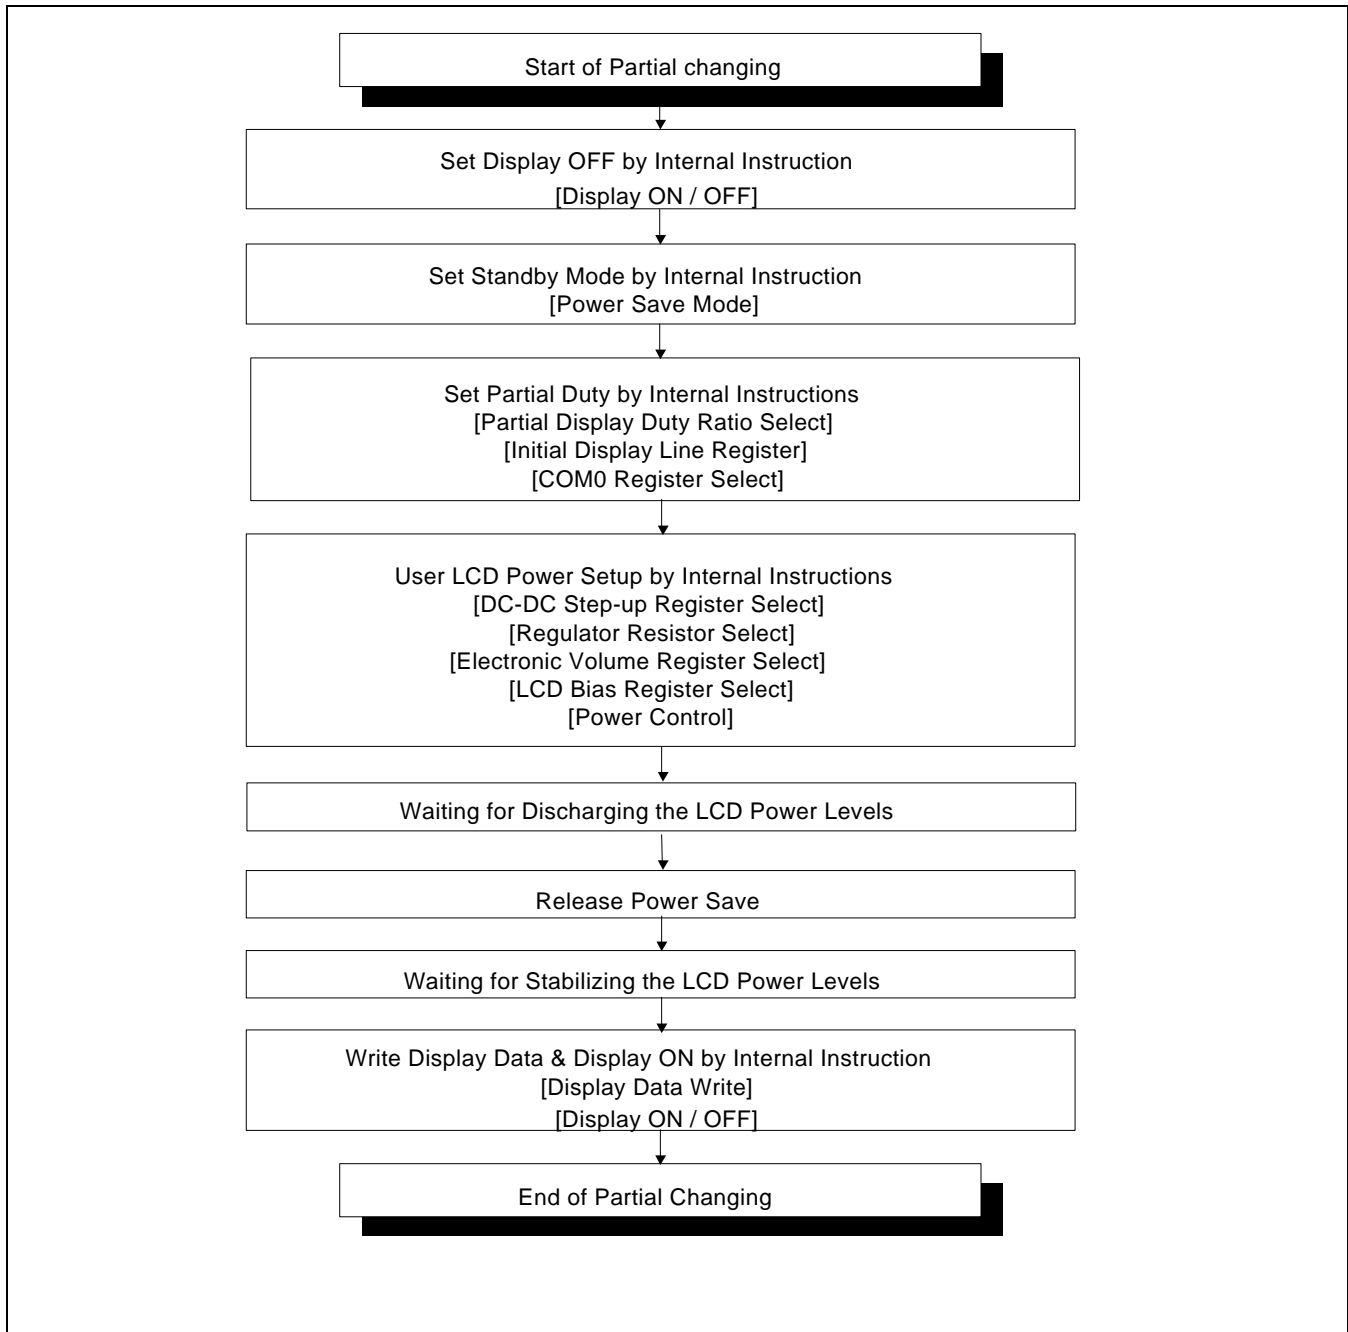 Start of Partial changing
Set Display OFF by Internal Instruction
[Display ON / OFF]
Set Standby Mode by Internal Instruction
[Power Save Mode]
Set Partial Duty by Internal Instructions
[Partial Display Duty Ratio Select]
[Initial Display Line Register]
[COM0 Register Select]
User LCD Power Setup by Internal Instructions
[DC-DC Step-up Register Select]
[Regulator Resistor Select]
[Electronic Volume Register Select]
[LCD Bias Register Select]
[Power Control]
Waiting for Discharging the LCD Power Levels
Release Power Save
Waiting for Stabilizing the LCD Power Levels
Write Display Data & Display ON by Internal Instruction
[Display Data Write]
[Display ON / OFF]
End of Partial Changing